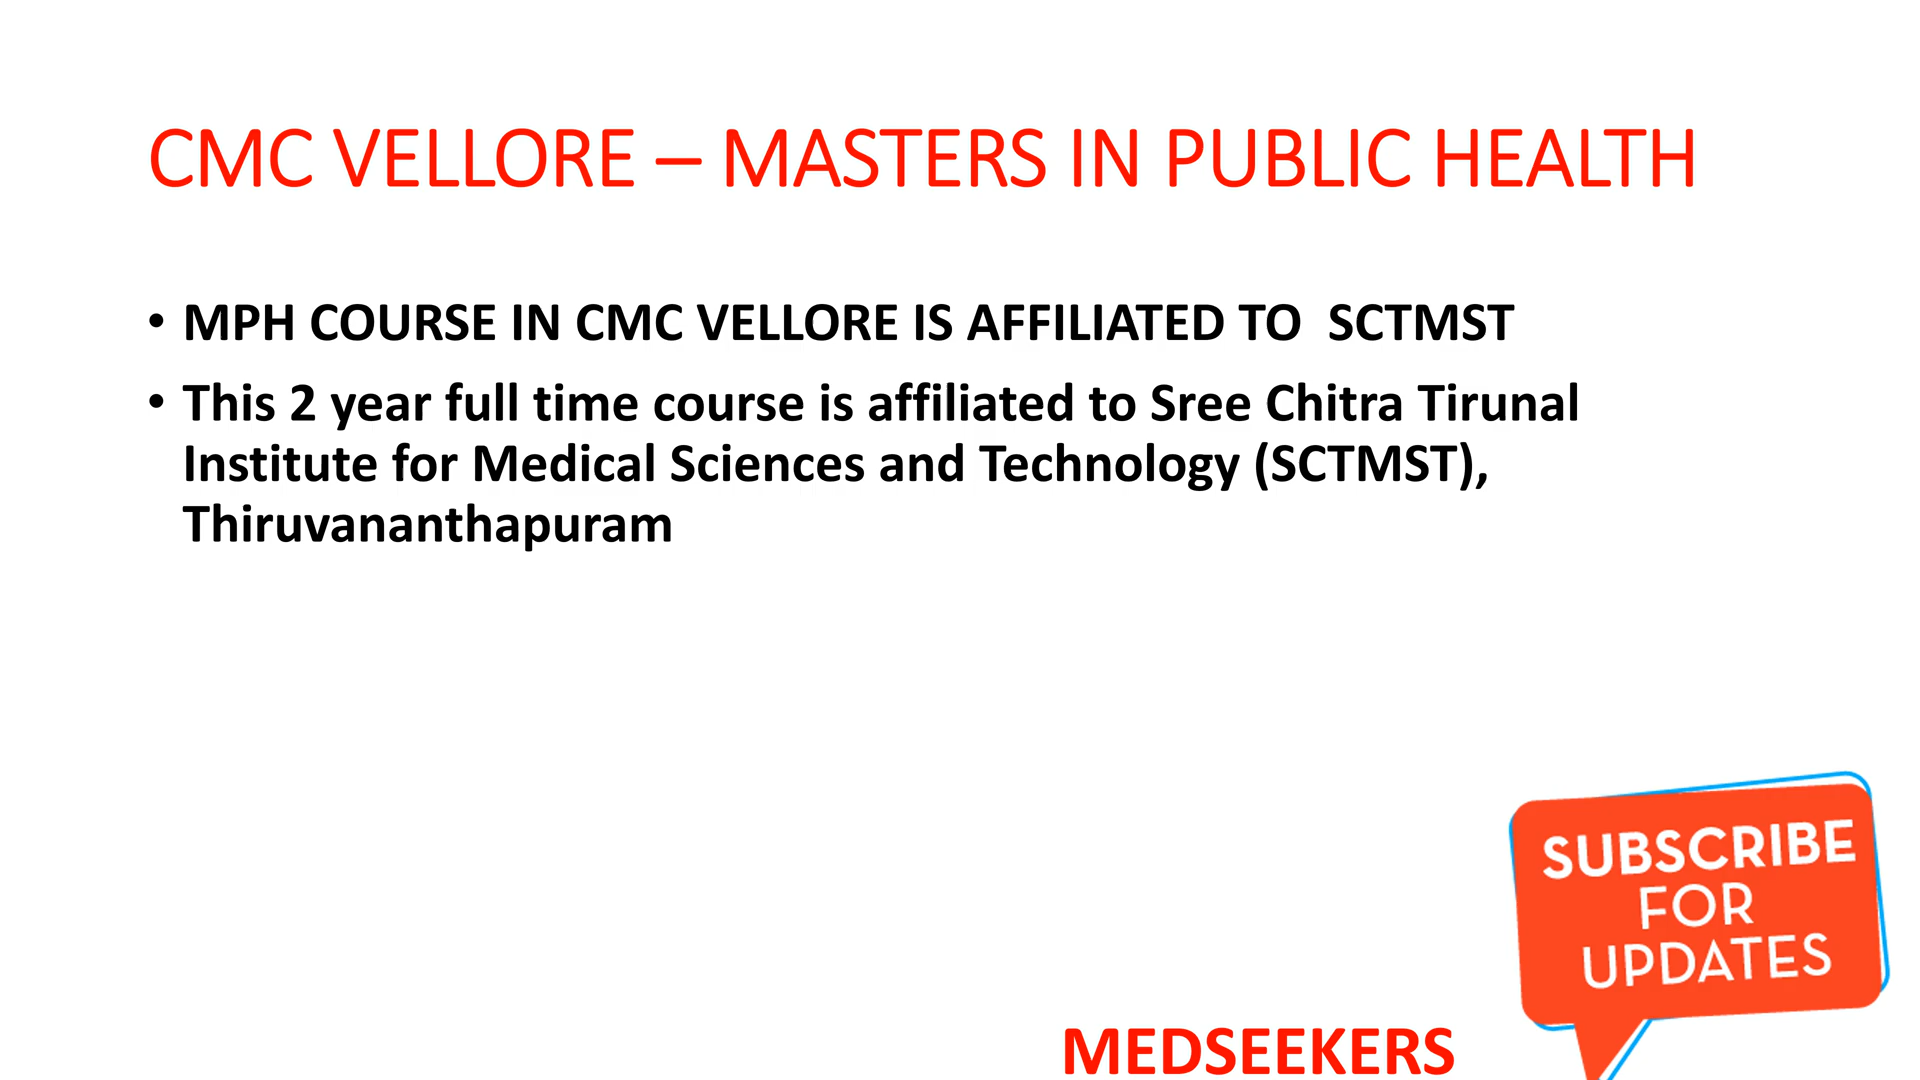 CMC VELLORE – MASTERS IN PUBLIC HEALTH
• MPH COURSE IN CMC VELLORE IS AFFILIATED TO  SCTMST
• This 2 year full time course is affiliated to Sree Chitra Tirunal
Institute for Medical Sciences and Technology (SCTMST),
Thiruvananthapuram
SUBSCRIBE
FOR
UPDATES
MEDSEEKERS